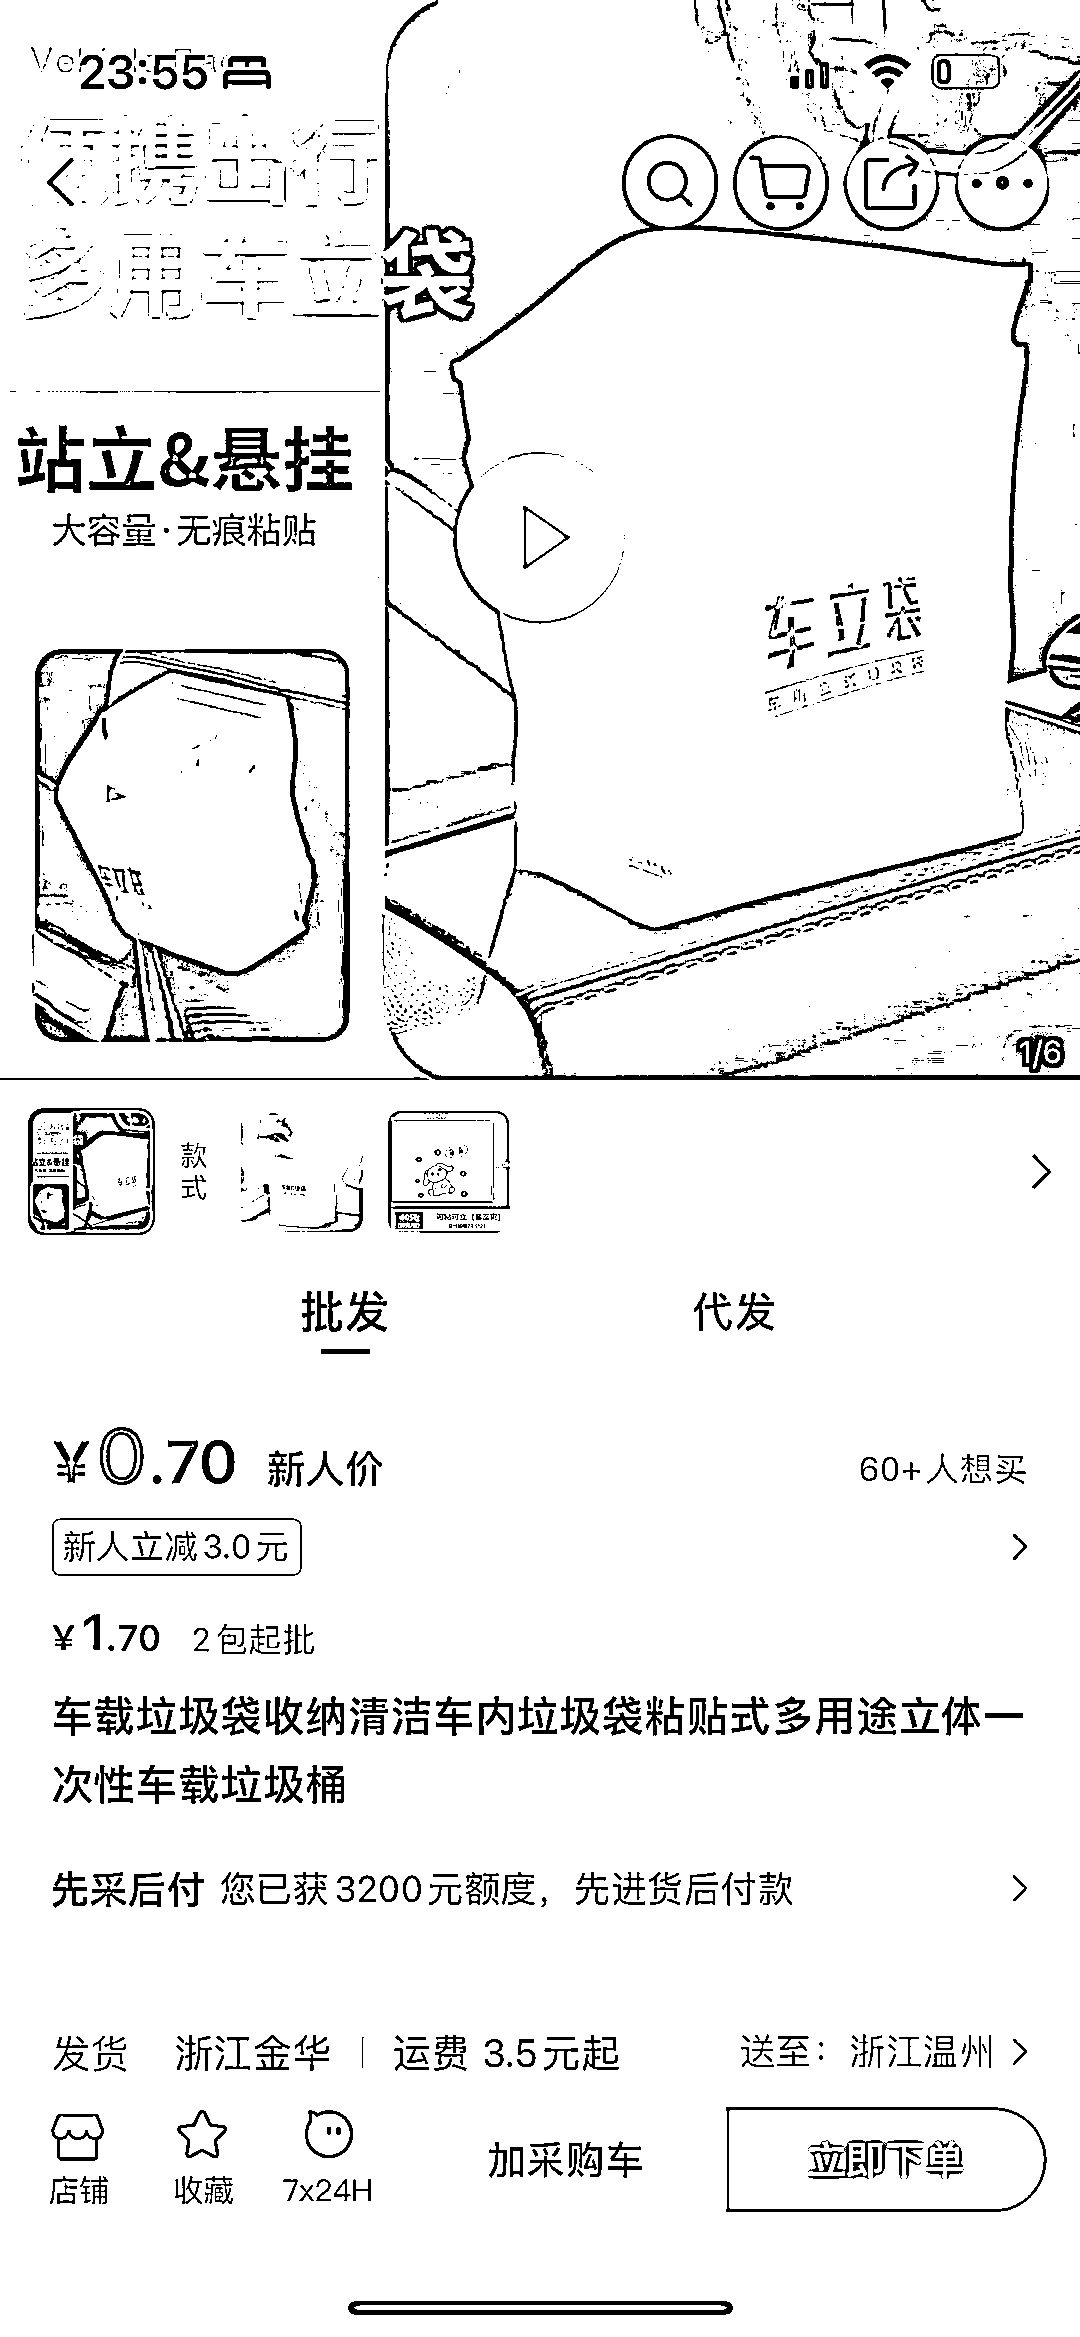 23:55
便携出行
多用车立袋
站立&悬挂
大容量·无痕粘贴
车立袋
1/6
款式
批发
代发
¥0.70 新人价
60+人想买
新人立减3.0元
¥1.70 2包起批
车载垃圾袋收纳清洁车内垃圾袋粘贴式多用途立体一
次性车载垃圾桶
先采后付 您已获3200元额度，先进货后付款
发货 浙江金华 | 运费 3.5元起
送至：浙江温州
店铺
收藏
7x24H
加采购车
立即下单